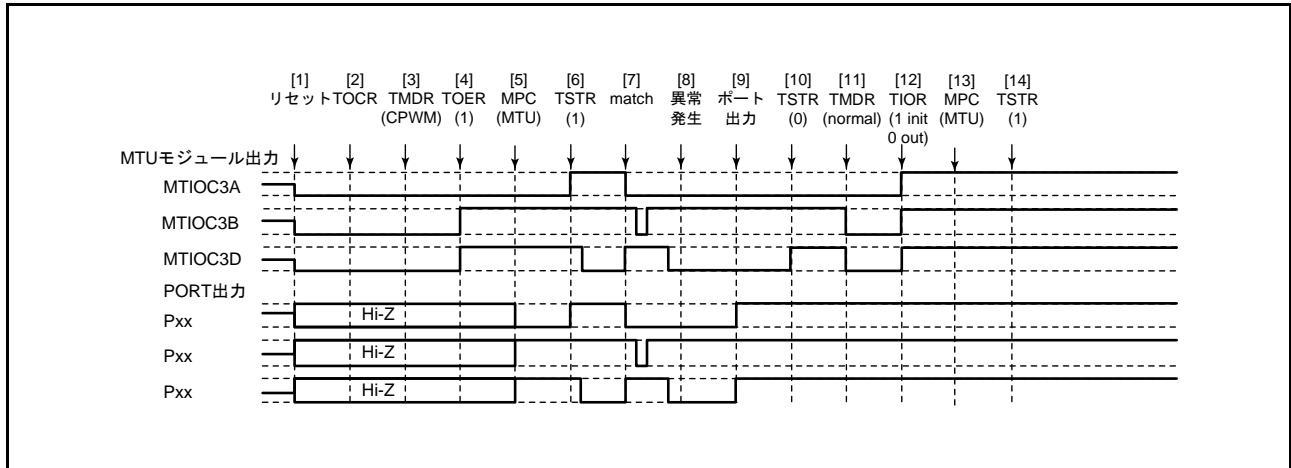 [1] [2] [3] [4] [5] [6] [7] [8] [9] [10] [11] [12] [13] [14]
リセット TOCR TMDR TOER MPC TSTR match 異常 ポート TSTR TMDR TIOR MPC TSTR
(CPWM) (1) (MTU) (1) 発生 出力 (0) (normal) (1 init (MTU) (1)
0 out)
MTUモジュール出力
MTIOC3A
MTIOC3B
MTIOC3D
PORT出力
Pxx Hi-Z
Pxx Hi-Z
Pxx Hi-Z